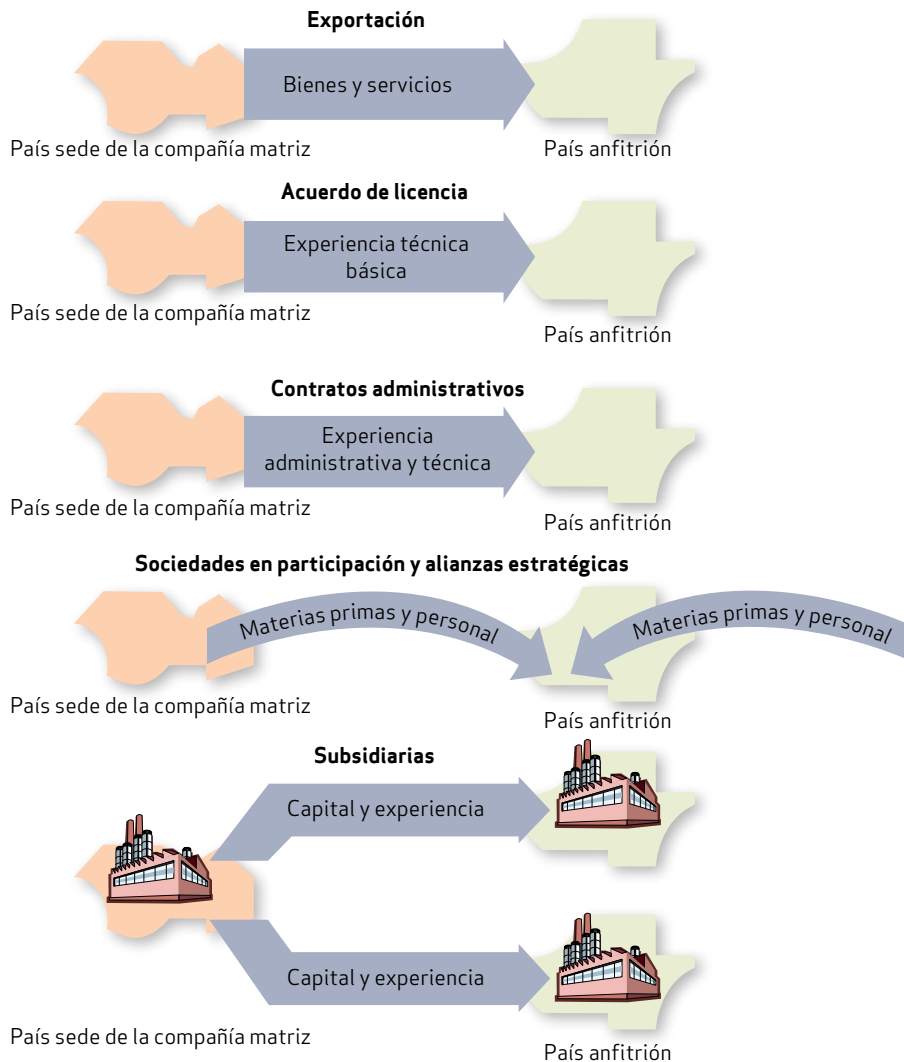 Exportación
Bienes y servicios
País sede de la compañía matriz
País anfitrión
Acuerdo de licencia
Experiencia técnica
básica
País sede de la compañía matriz
País anfitrión
Contratos administrativos
Experiencia
administrativa y técnica
País sede de la compañía matriz
País anfitrión
Sociedades en participación y alianzas estratégicas
Materias primas y personal
Materias primas y personal
País sede de la compañía matriz
País anfitrión
Subsidiarias
Capital y experiencia
Capital y experiencia
País sede de la compañía matriz
País anfitrión